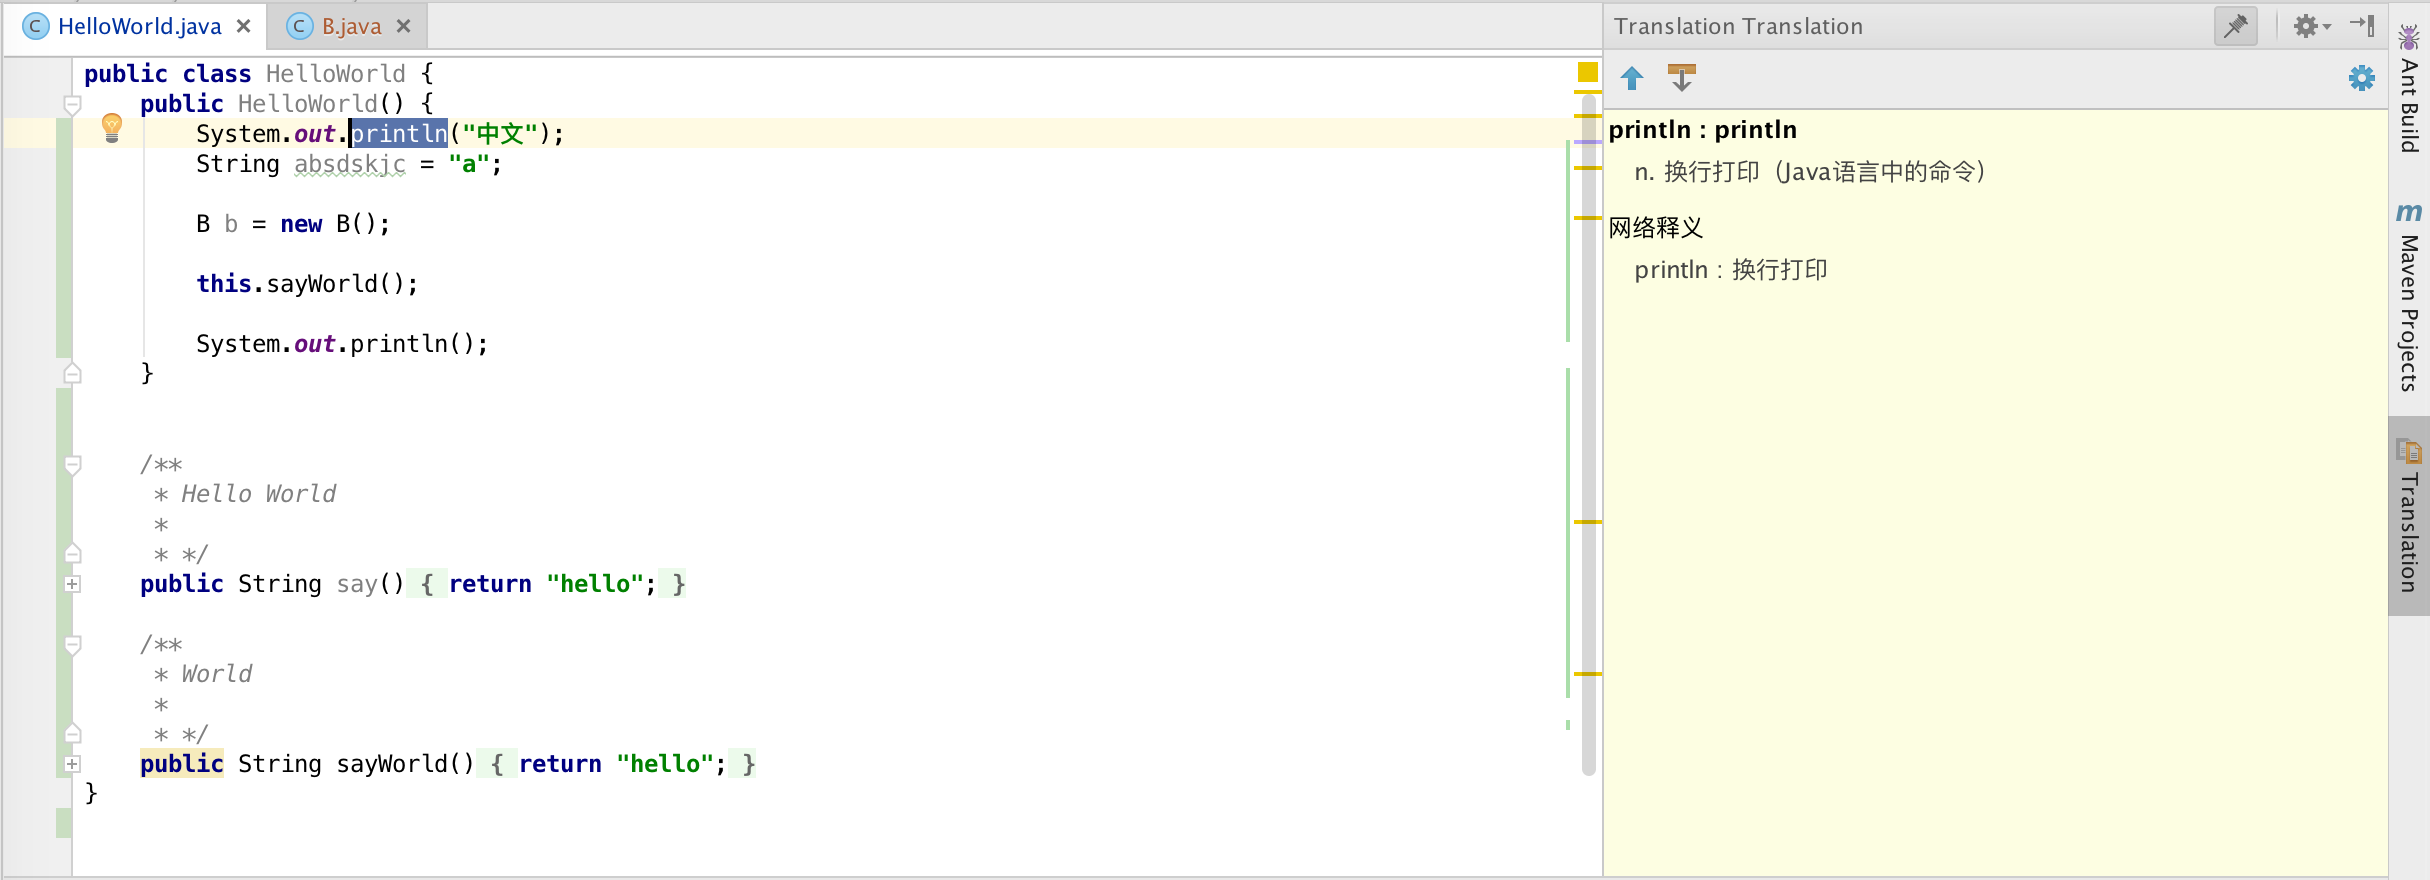 HelloWorld.java
B.java
public class HelloWorld {
public HelloWorld() {
System.out.println("中文");
String absdskjc = "a";
B b = new B();
this.sayWorld();
System.out.println();
}
/**
* Hello World
*
* */
public String say() { return "hello"; }
/**
* World
*
* */
public String sayWorld() { return "hello"; }
}
Translation Translation
println : println
n. 换行打印（Java语言中的命令）
网络释义
println : 换行打印
Ant Build
Maven Projects
Translation